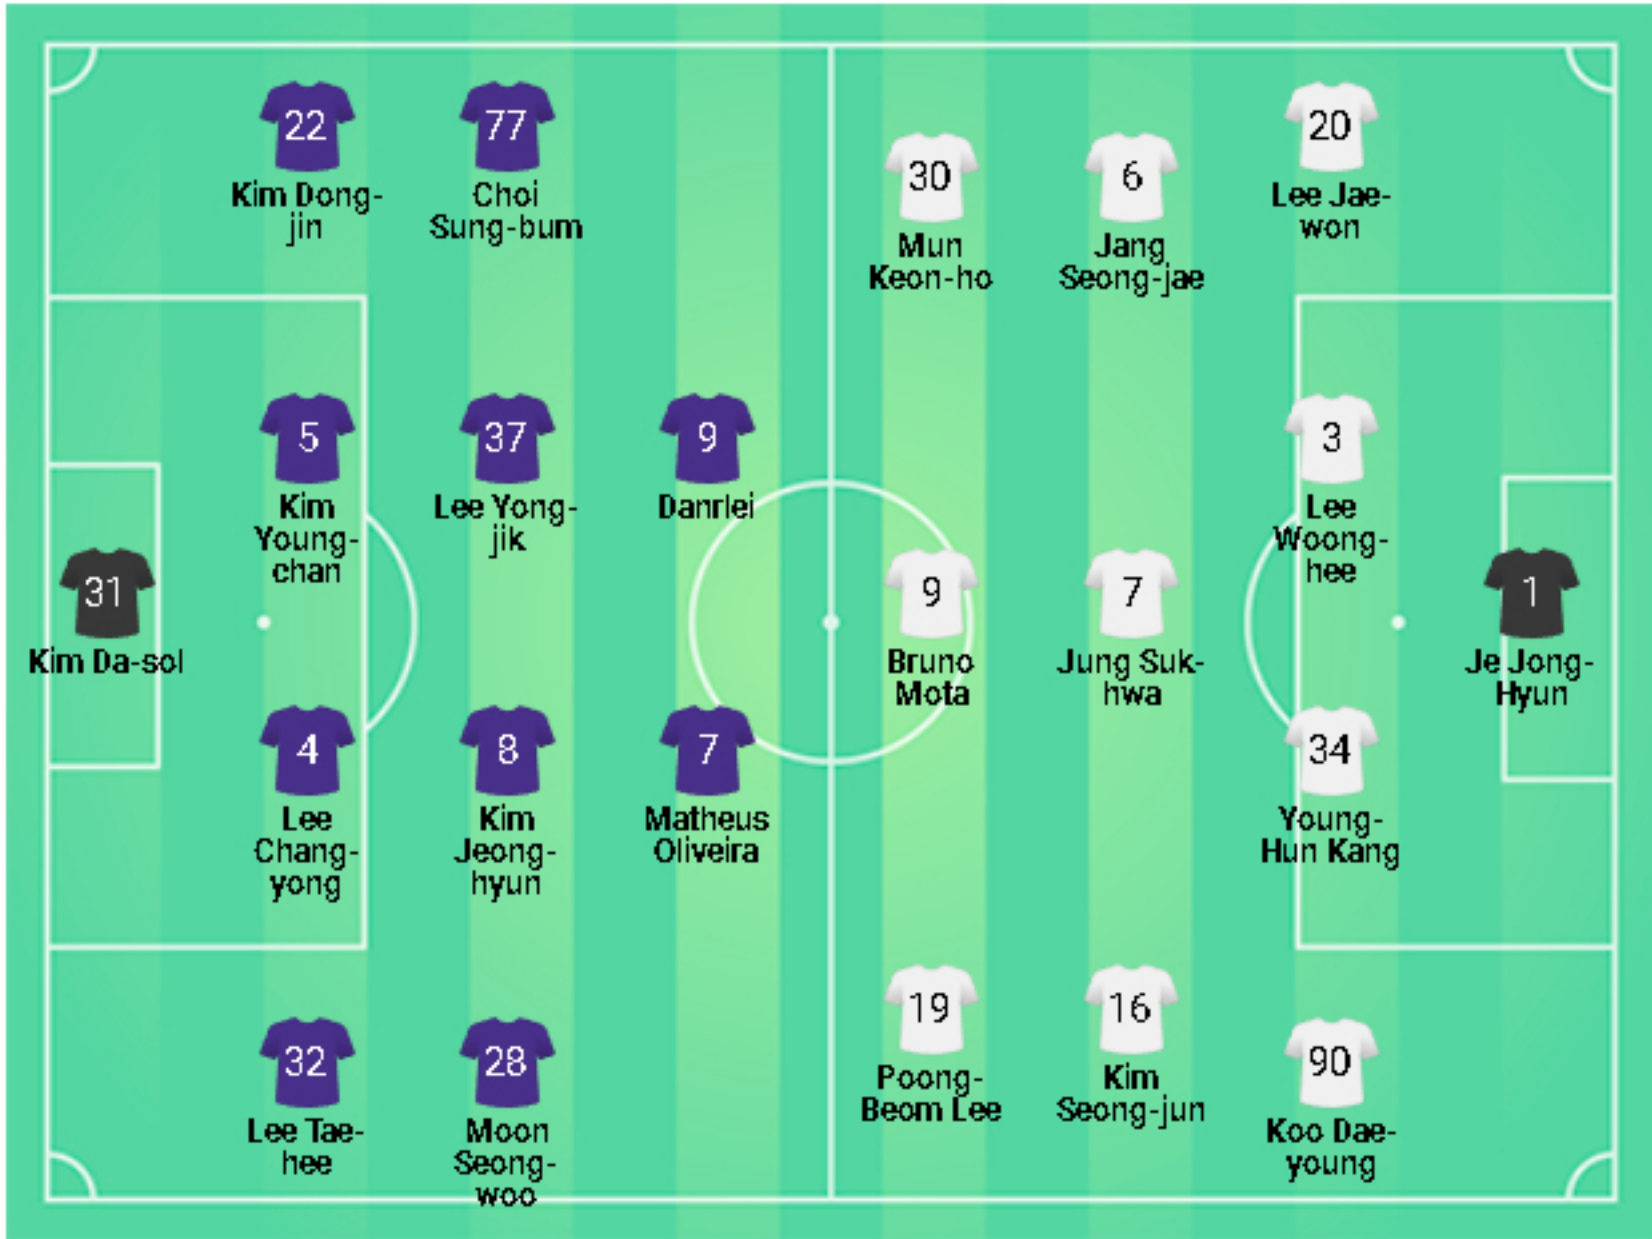 22
Kim Dong-
jin
77
Choi
Sung-bum
5
Kim
Young-
chan
37
Lee Yong-
jik
9
Danrlei
31
Kim Da-sol
4
Lee
Chang-
yong
8
Kim
Jeong-
hyun
7
Matheus
Oliveira
32
Lee Tae-
hee
28
Moon
Seong-
woo
30
Mun
Keon-ho
6
Jang
Seong-jae
20
Lee Jae-
won
3
Lee
Woong-
hee
9
Bruno
Mota
7
Jung Suk-
hwa
1
Je Jong-
Hyun
34
Young-
Hun Kang
19
Poong-
Beom Lee
16
Kim
Seong-jun
90
Koo Dae-
young